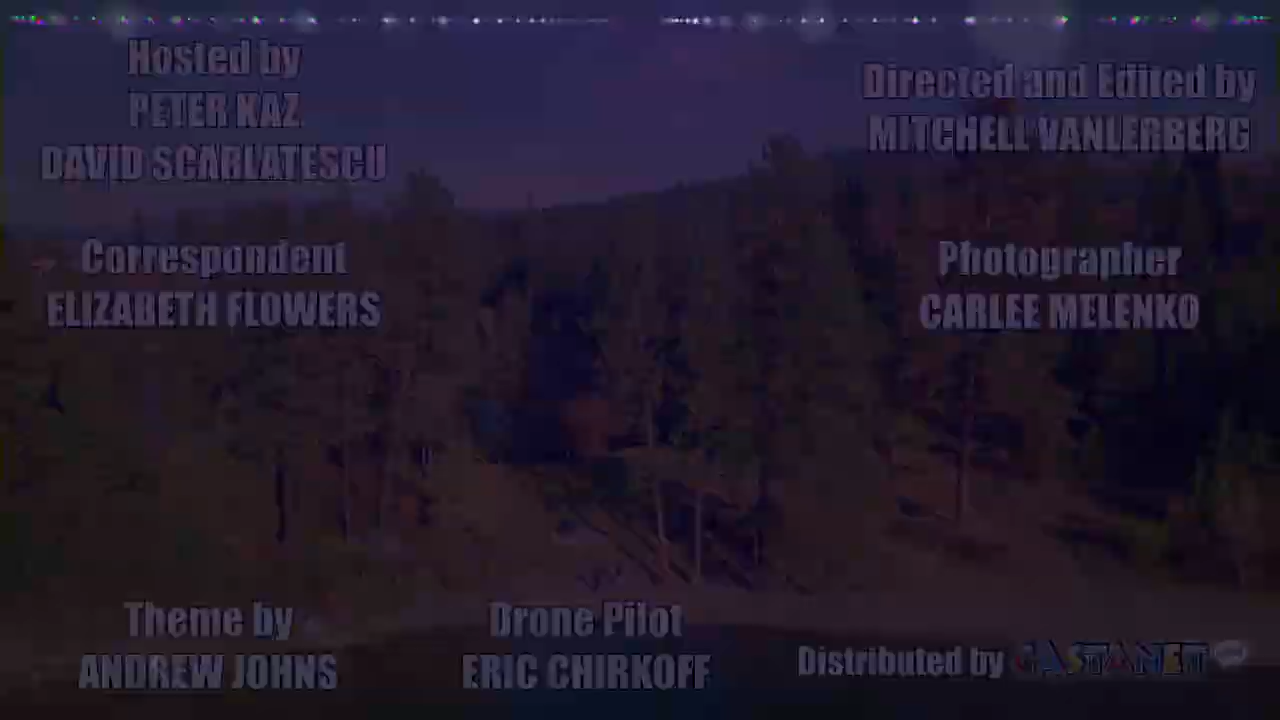 Hosted by
PETER KAZ
DAVID SCARLATESCU
Directed and Edited by
MITCHELL VANLERBERG
Correspondent
ELIZABETH FLOWERS
Photographer
CARLEE MELENKO
Theme by
ANDREW JOHNS
Drone Pilot
ERIC CHIRKOFF
Distributed by CASTANET